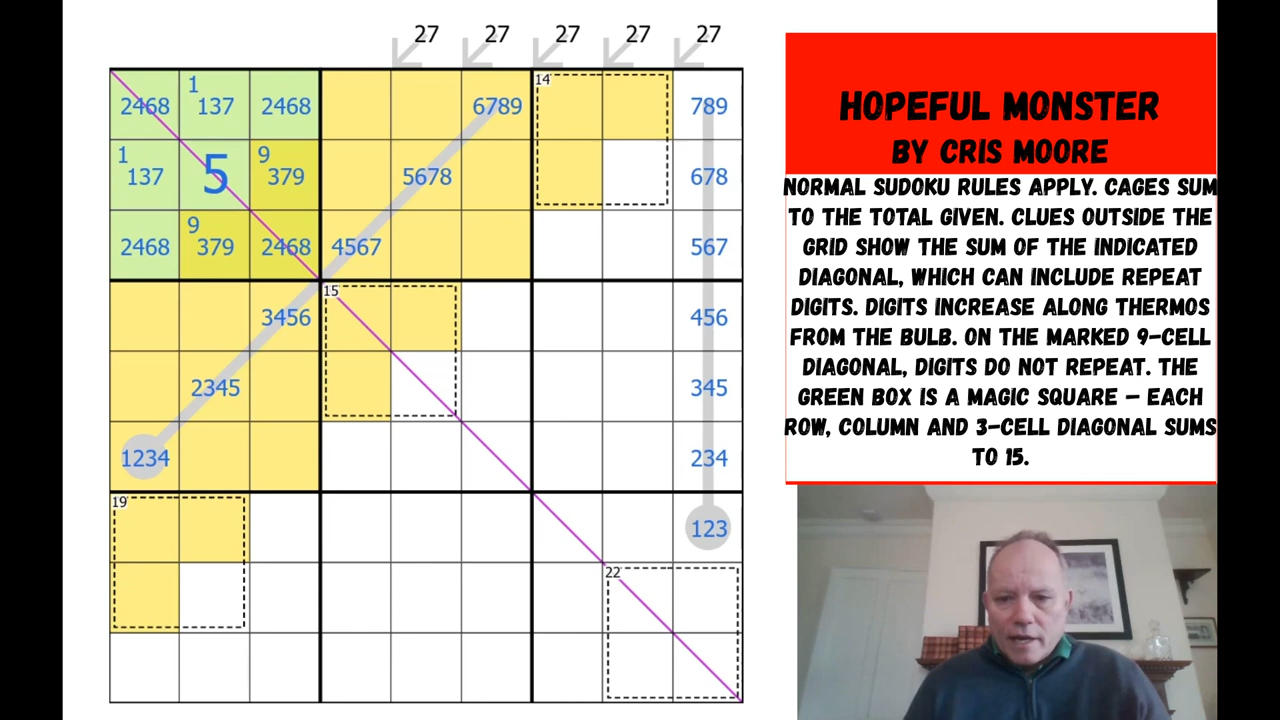 27 27 27 27 27
14
2468 1 137 2468 6789 789
1 137 5 9 379 5678 678
2468 9 379 2468 4567 567
15
3456 456
2345 345
1234 234
19
123
22
HOPEFUL MONSTER
BY CRIS MOORE
NORMAL SUDOKU RULES APPLY. CAGES SUM
TO THE TOTAL GIVEN. CLUES OUTSIDE THE
GRID SHOW THE SUM OF THE INDICATED
DIAGONAL, WHICH CAN INCLUDE REPEAT
DIGITS. DIGITS INCREASE ALONG THERMOS
FROM THE BULB. ON THE MARKED 9-CELL
DIAGONAL, DIGITS DO NOT REPEAT. THE
GREEN BOX IS A MAGIC SQUARE – EACH
ROW, COLUMN AND 3-CELL DIAGONAL SUMS
TO 15.